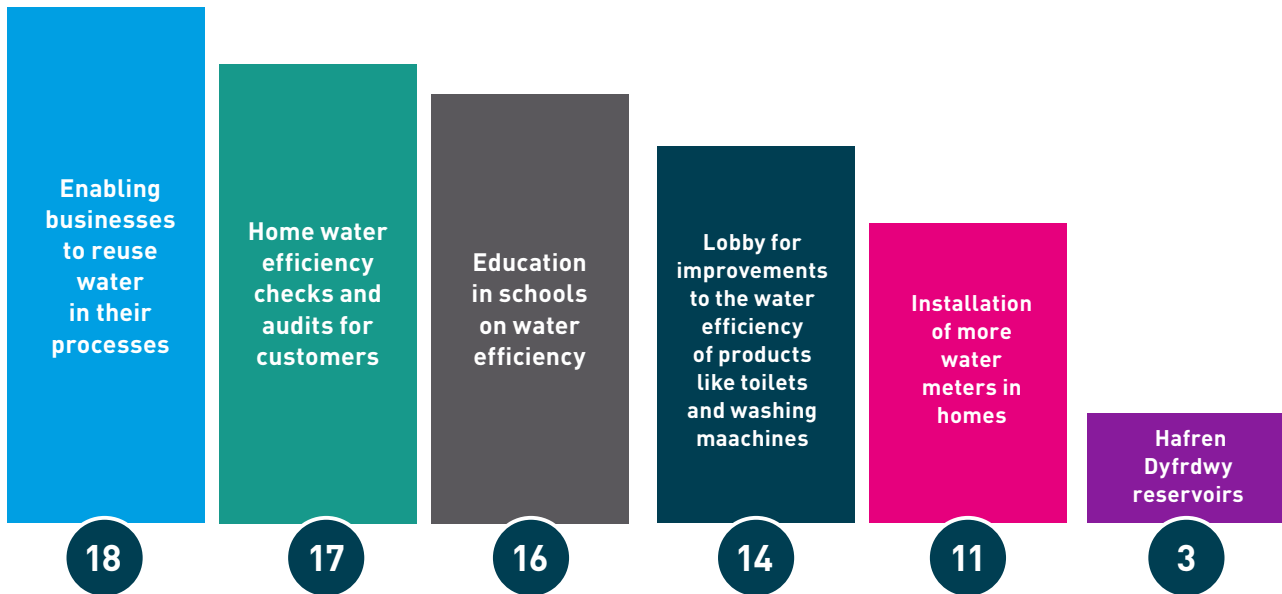 Enabling
businesses
to reuse
water
in their
processes
18
Home water
efficiency
checks and
audits for
customers
17
Education
in schools
on water
efficiency
16
Lobby for
improvements
to the water
efficiency
of products
like toilets
and washing
maachines
14
Installation
of more
water
meters in
homes
11
Hafren
Dyfrdwy
reservoirs
3